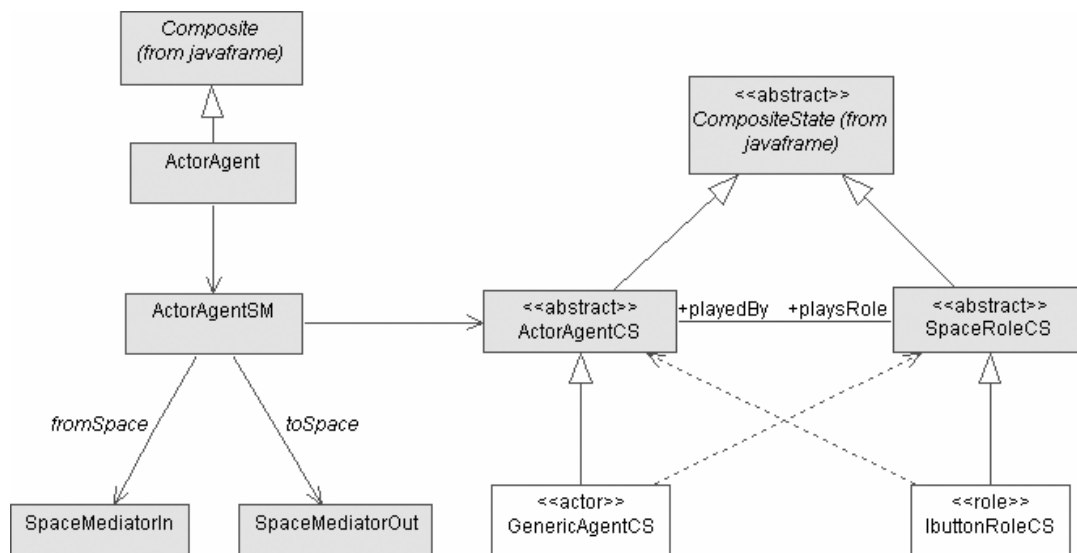 Composite
(from javaframe)
<<abstract>>
CompositeState (from
javaframe)
ActorAgent
ActorAgentSM
<<abstract>>
ActorAgentCS
+playedBy
+playsRole
<<abstract>>
SpaceRoleCS
fromSpace
toSpace
SpaceMediatorIn
SpaceMediatorOut
<<actor>>
GenericAgentCS
<<role>>
IbuttonRoleCS